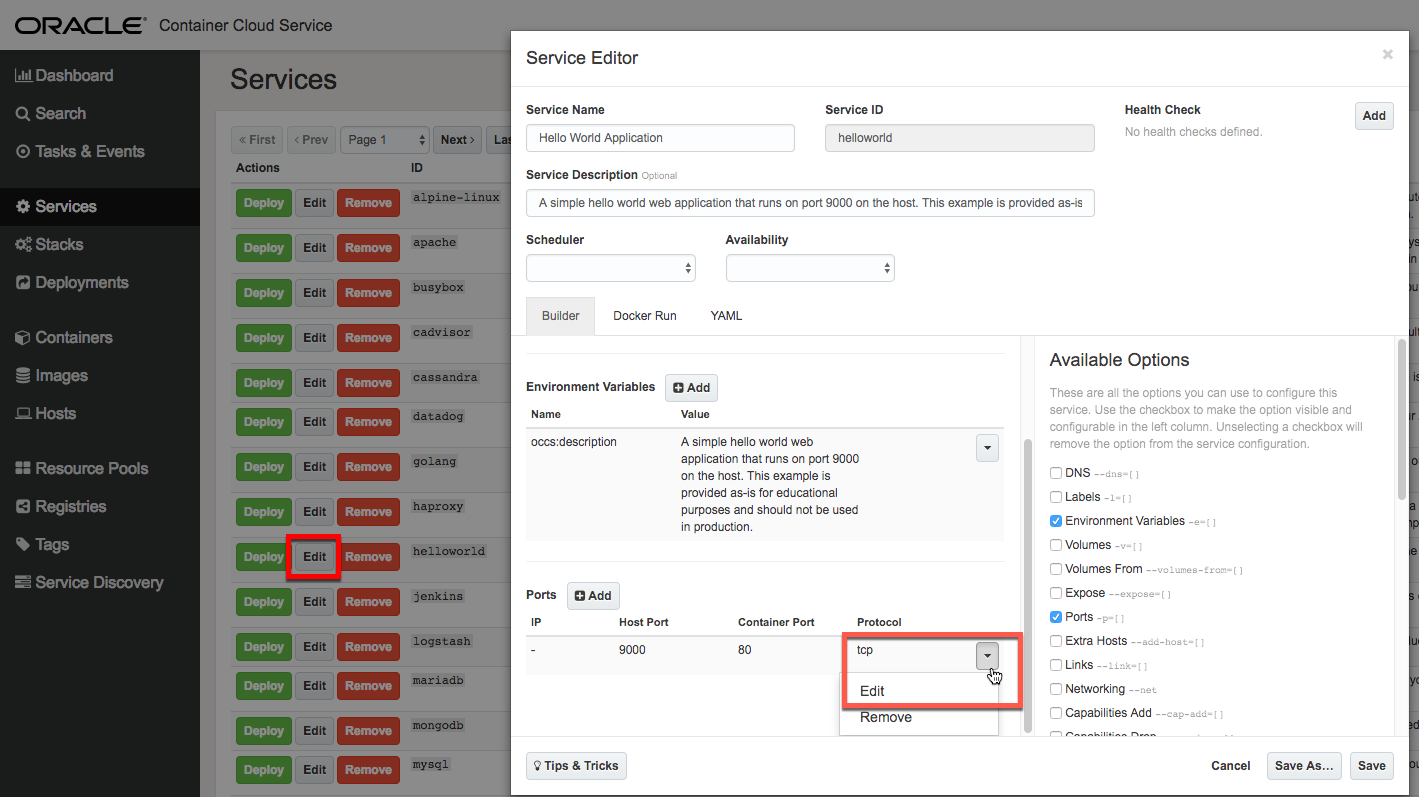 ORACLE Container Cloud Service
Dashboard
Search
Tasks & Events
Services
Stacks
Deployments
Containers
Images
Hosts
Resource Pools
Registries
Tags
Service Discovery
Services
« First ‹ Prev Page 1 Next ›
Actions ID
Deploy Edit Remove alpine-linux
Deploy Edit Remove apache
Deploy Edit Remove busybox
Deploy Edit Remove cadvisor
Deploy Edit Remove cassandra
Deploy Edit Remove datadog
Deploy Edit Remove golang
Deploy Edit Remove haproxy
Deploy Edit Remove helloworld
Deploy Edit Remove jenkins
Deploy Edit Remove logstash
Deploy Edit Remove mariadb
Deploy Edit Remove mongodb
Deploy Edit Remove mysql
Service Editor ×
Service Name Service ID Health Check Add
Hello World Application helloworld No health checks defined.
Service Description Optional
A simple hello world web application that runs on port 9000 on the host. This example is provided as-is
Scheduler Availability
Builder Docker Run YAML
Environment Variables Add
Name Value
occs:description A simple hello world web
application that runs on port 9000
on the host. This example is
provided as-is for educational
purposes and should not be used
in production.
Ports Add
IP Host Port Container Port Protocol
- 9000 80 tcp
Edit
Remove
Available Options
These are all the options you can use to configure this
service. Use the checkbox to make the option visible and
configurable in the left column. Unselecting a checkbox will
remove the option from the service configuration.
DNS --dns=[]
Labels -l=[]
Environment Variables -e=[]
Volumes -v=[]
Volumes From --volumes-from=[]
Expose --expose=[]
Ports -p=[]
Extra Hosts --add-host=[]
Links --link=[]
Networking --net
Capabilities Add --cap-add=[]
Tips & Tricks Cancel Save As... Save